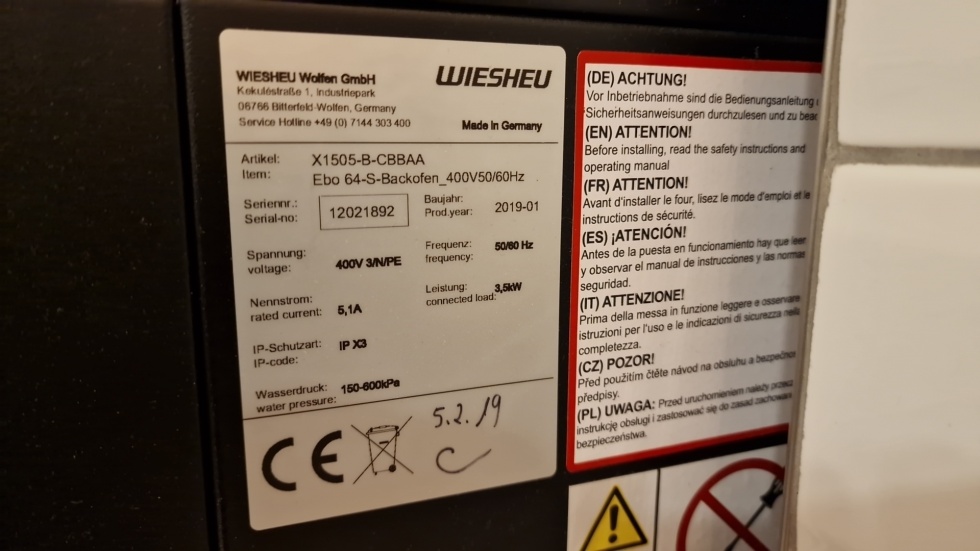 WIESHEU Wolfen GmbH
WIESHEU
Kekuléstraße 1, Industriepark
06766 Bitterfeld-Wolfen, Germany
Service Hotline +49 (0) 7144 303 400
Made in Germany
Artikel: X1505-B-CBBAA
Item: Ebo 64-S-Backofen_400V50/60Hz
Seriennr.: Serial-no: 12021892
Baujahr: Prod.year: 2019-01
Spannung: voltage: 400V 3/N/PE
Frequenz: frequency: 50/60 Hz
Nennstrom: rated current: 5,1A
Leistung: connected load: 3,5kW
IP-Schutzart: IP-code: IP X3
Wasserdruck: water pressure: 150-600kPa
CE
5.2.19
(DE) ACHTUNG!
Vor Inbetriebnahme sind die Bedienungsanleitung
Sicherheitsanweisungen durchzulesen und zu
(EN) ATTENTION!
Before installing, read the safety instructions and
operating manual
(FR) ATTENTION!
Avant d'installer le four, lisez le mode d'emploi et le
instructions de sécurité.
(ES) ¡ATENCIÓN!
Antes de la puesta en funcionamiento hay que leer
y observar el manual de instrucciones y las normas
seguridad.
(IT) ATTENZIONE!
Prima della messa in funzione leggere e osservare
istruzioni per l'uso e le indicazioni di sicurezza nella
completezza.
(CZ) POZOR!
Před použitím čtěte návod na obsluhu a
předpisy.
(PL) UWAGA: Przed uruchomieniem należy
instrukcję obsługi i zastosować się do zasad
bezpieczeństwa.